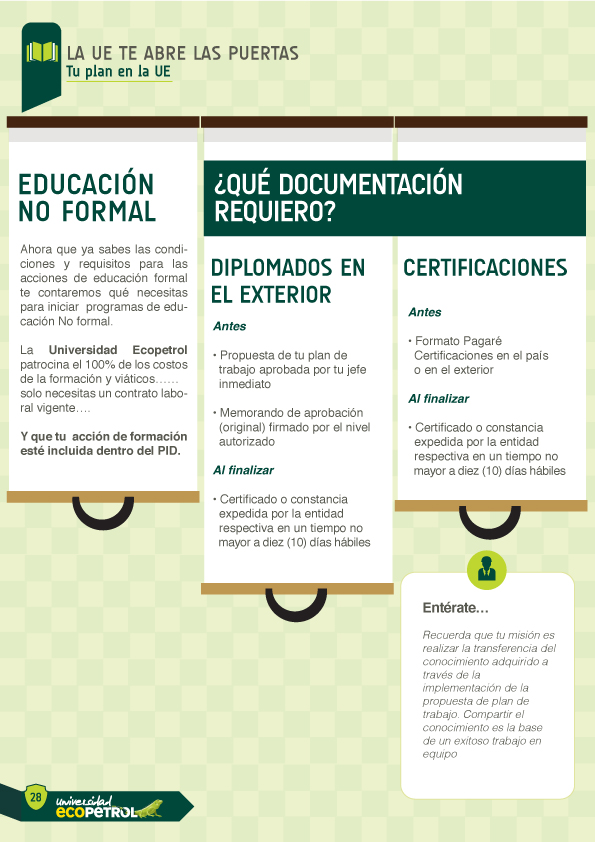 LA UE TE ABRE LAS PUERTAS
Tu plan en la UE
EDUCACIÓN
NO FORMAL
Ahora que ya sabes las condi-
ciones y requisitos para las
acciones de educación formal
te contaremos qué necesitas
para iniciar programas de edu-
cación No formal.
La Universidad Ecopetrol
patrocina el 100% de los costos
de la formación y viáticos……
solo necesitas un contrato labo-
ral vigente….
Y que tu acción de formación
esté incluida dentro del PID.
¿QUÉ DOCUMENTACIÓN
REQUIERO?
DIPLOMADOS EN
EL EXTERIOR
Antes
• Propuesta de tu plan de
trabajo aprobada por tu jefe
inmediato
• Memorando de aprobación
(original) firmado por el nivel
autorizado
Al finalizar
• Certificado o constancia
expedida por la entidad
respectiva en un tiempo no
mayor a diez (10) días hábiles
CERTIFICACIONES
Antes
• Formato Pagaré
Certificaciones en el país
o en el exterior
Al finalizar
• Certificado o constancia
expedida por la entidad
respectiva en un tiempo no
mayor a diez (10) días hábiles
Entérate…
Recuerda que tu misión es
realizar la transferencia del
conocimiento adquirido a
través de la
implementación de la
propuesta de plan de
trabajo. Compartir el
conocimiento es la base
de un exitoso trabajo en
equipo
28
universidad
ECOPETROL